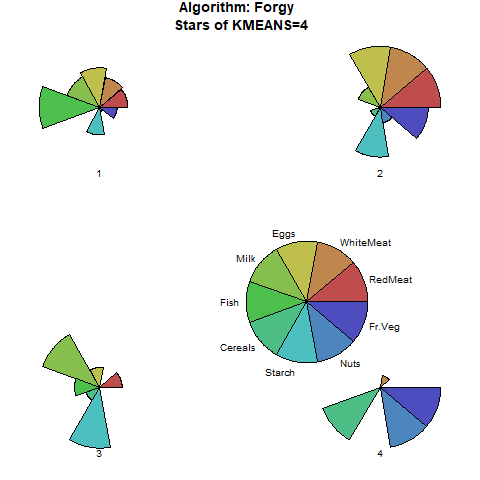 Algorithm: Forgy
Stars of KMEANS=4
1
2
Eggs
WhiteMeat
Milk
RedMeat
Fish
Fr.Veg
Cereals
Nuts
Starch
3
4